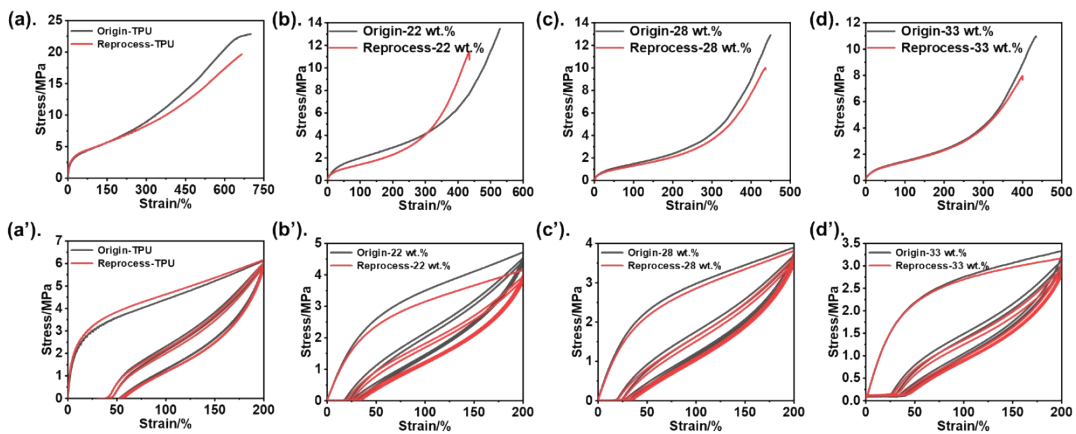 (a).
Origin-TPU
Reprocess-TPU
25
20
15
10
5
0
Stress/MPa
0 150 300 450 600 750
Strain/%
(b).
Origin-22 wt.%
Reprocess-22 wt.%
14
12
10
8
6
4
2
0
Stress/MPa
0 100 200 300 400 500 600
Strain/%
(c).
Origin-28 wt.%
Reprocess-28 wt.%
14
12
10
8
6
4
2
0
Stress/MPa
0 100 200 300 400 500
Strain/%
(d).
Origin-33 wt.%
Reprocess-33 wt.%
12
10
8
6
4
2
0
Stress/MPa
0 100 200 300 400 500
Strain/%
(a').
Origin-TPU
Reprocess-TPU
7
6
5
4
3
2
1
0
Stress/MPa
0 50 100 150 200
Strain/%
(b').
Origin-22 wt.%
Reprocess-22 wt.%
5
4
3
2
1
0
Stress/MPa
0 50 100 150 200
Strain/%
(c').
Origin-28 wt.%
Reprocess-28 wt.%
4
3
2
1
0
Stress/MPa
0 50 100 150 200
Strain/%
(d').
Origin-33 wt.%
Reprocess-33 wt.%
3.5
3.0
2.5
2.0
1.5
1.0
0.5
0.0
Stress/MPa
0 50 100 150 200
Strain/%